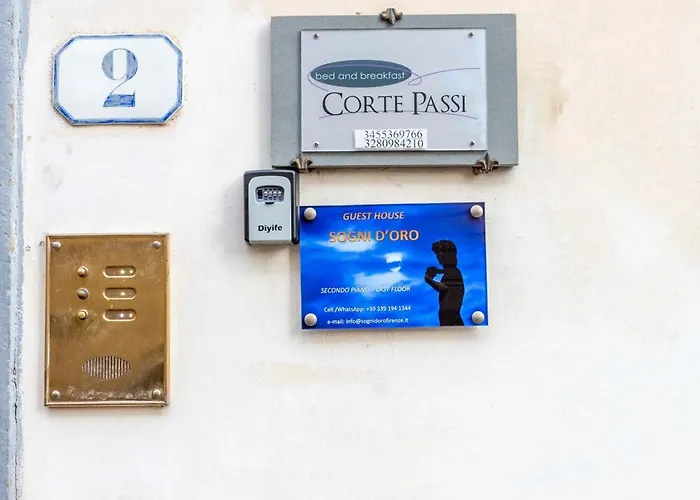 2
bed and breakfast
CORTE PASSI
3455369766
3280984210
Diyife
GUEST HOUSE
SOGNI D'ORO
SECONDO PIANO - LAST FLOOR
Cell./WhatsApp: +39 339 194 1344
e-mail: info@sognidorofirenze.it